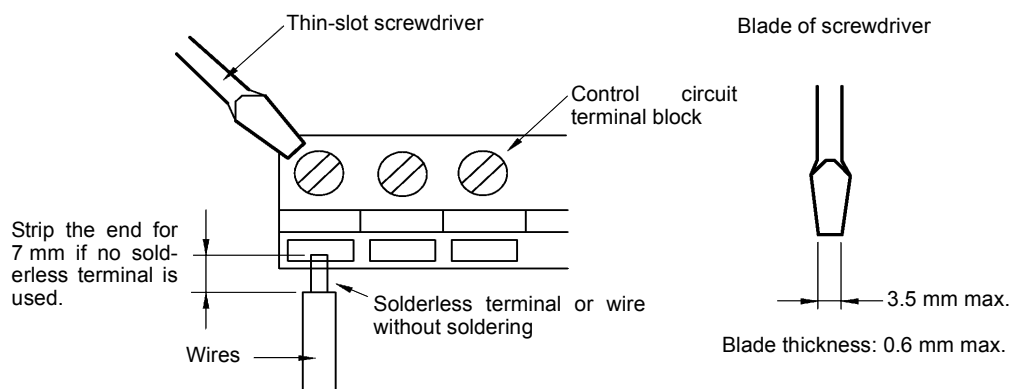 Thin-slot screwdriver
Blade of screwdriver
Control circuit
terminal block
Strip the end for
7 mm if no sold-
erless terminal is
used.
Solderless terminal or wire
without soldering
Wires
3.5 mm max.
Blade thickness: 0.6 mm max.